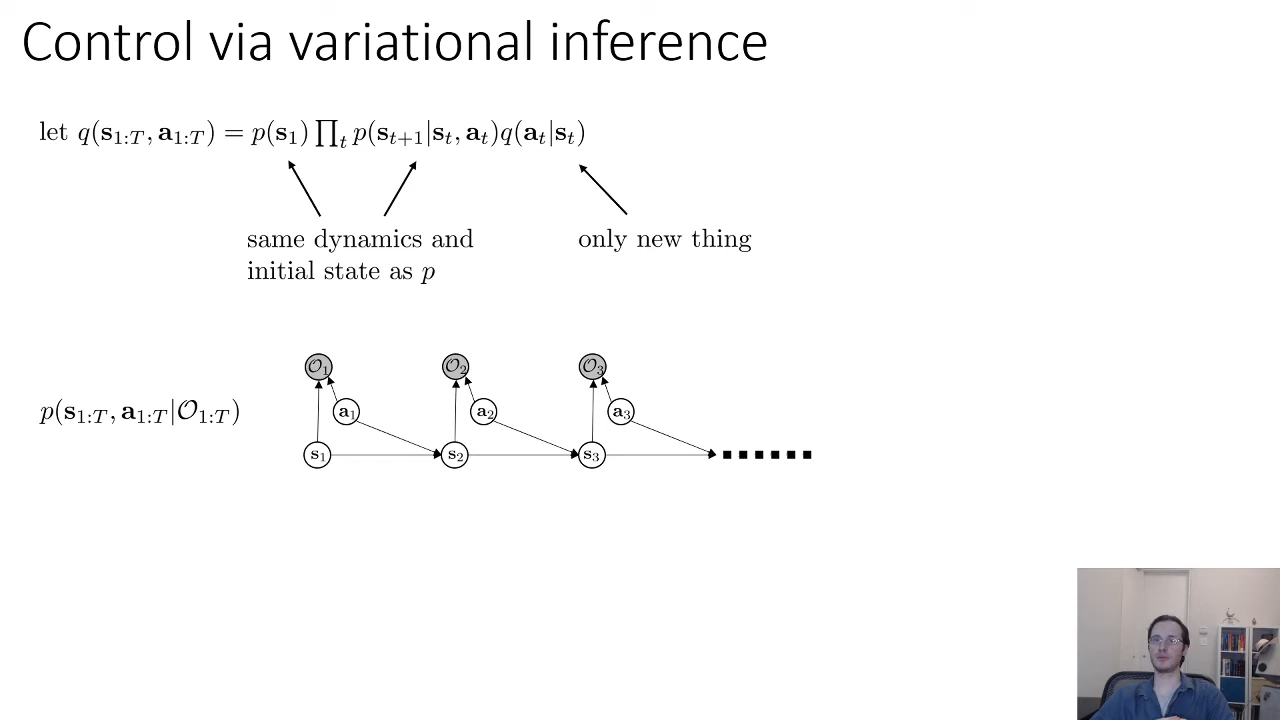 Control via variational inference
let q(s₁:T, a₁:T) = p(s₁) ∏ₜ p(sₜ₊₁|sₜ, aₜ)q(aₜ|sₜ)
same dynamics and
initial state as p
only new thing
p(s₁:T, a₁:T|𝒪₁:T)
𝒪₁ 𝒪₂ 𝒪₃
a₁ a₂ a₃
s₁ s₂ s₃